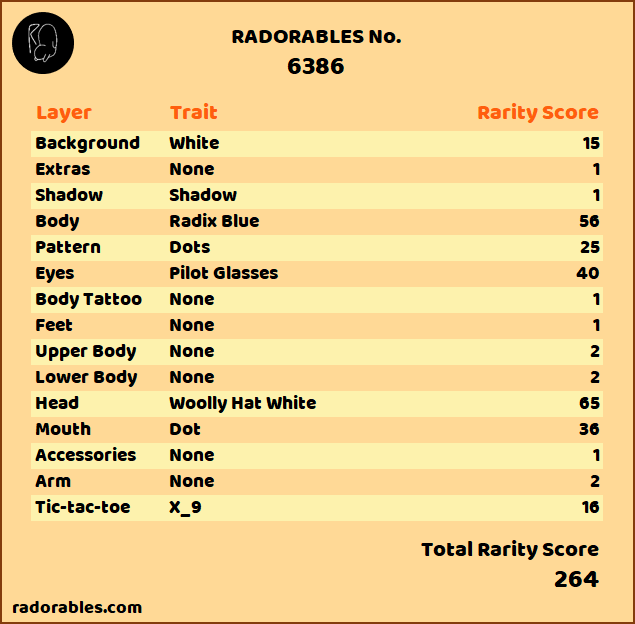 RADORABLES No.
6386
Layer Trait Rarity Score
Background White 15
Extras None 1
Shadow Shadow 1
Body Radix Blue 56
Pattern Dots 25
Eyes Pilot Glasses 40
Body Tattoo None 1
Feet None 1
Upper Body None 2
Lower Body None 2
Head Woolly Hat White 65
Mouth Dot 36
Accessories None 1
Arm None 2
Tic-tac-toe X_9 16
Total Rarity Score
264
radorables.com